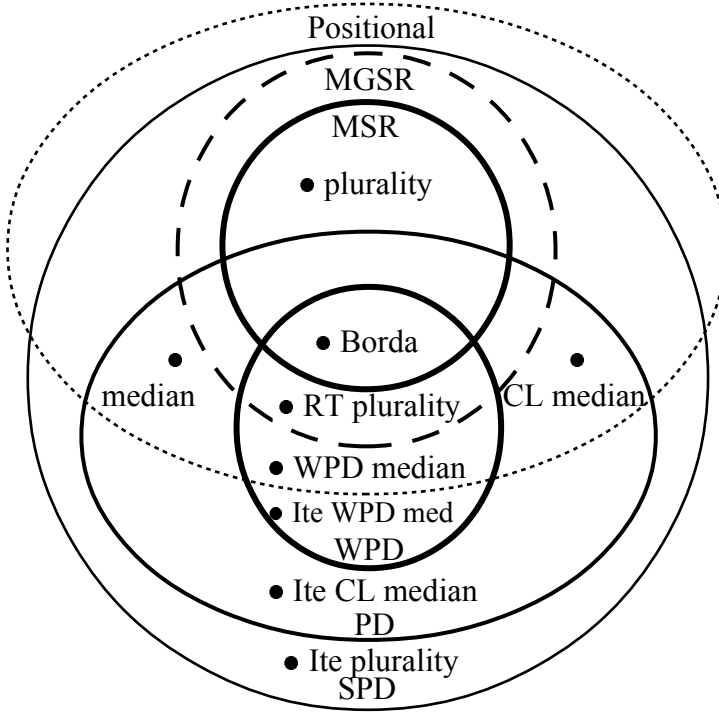 Positional
MGSR
MSR
plurality
Borda
median
CL median
RT plurality
WPD median
Ite WPD med
WPD
Ite CL median
PD
Ite plurality
SPD